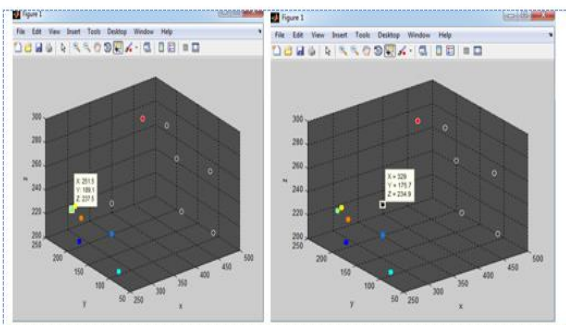 Figure 1
File Edit View Insert Tools Desktop Window Help
300
280
260
z
240
220
200
250
200
150
100
50
y
250
300
350
400
450
500
x
X: 251.5
Y: 189.1
Z: 237.5
Figure 1
File Edit View Insert Tools Desktop Window Help
300
280
260
z
240
220
200
250
200
150
100
50
y
250
300
350
400
450
500
x
X = 329
Y = 175.7
Z = 234.9